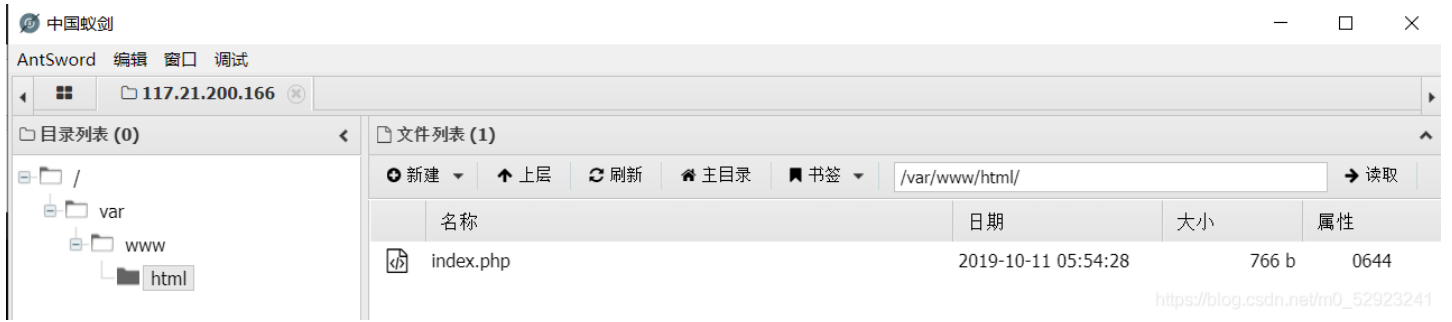 中国蚁剑
AntSword 编辑 窗口 调试
117.21.200.166
目录列表 (0)
文件列表 (1)
新建 上层 刷新 主目录 书签 /var/www/html/ 读取
/
var
www
html
名称 日期 大小 属性
index.php 2019-10-11 05:54:28 766 b 0644
https://blog.csdn.net/m0_52923241